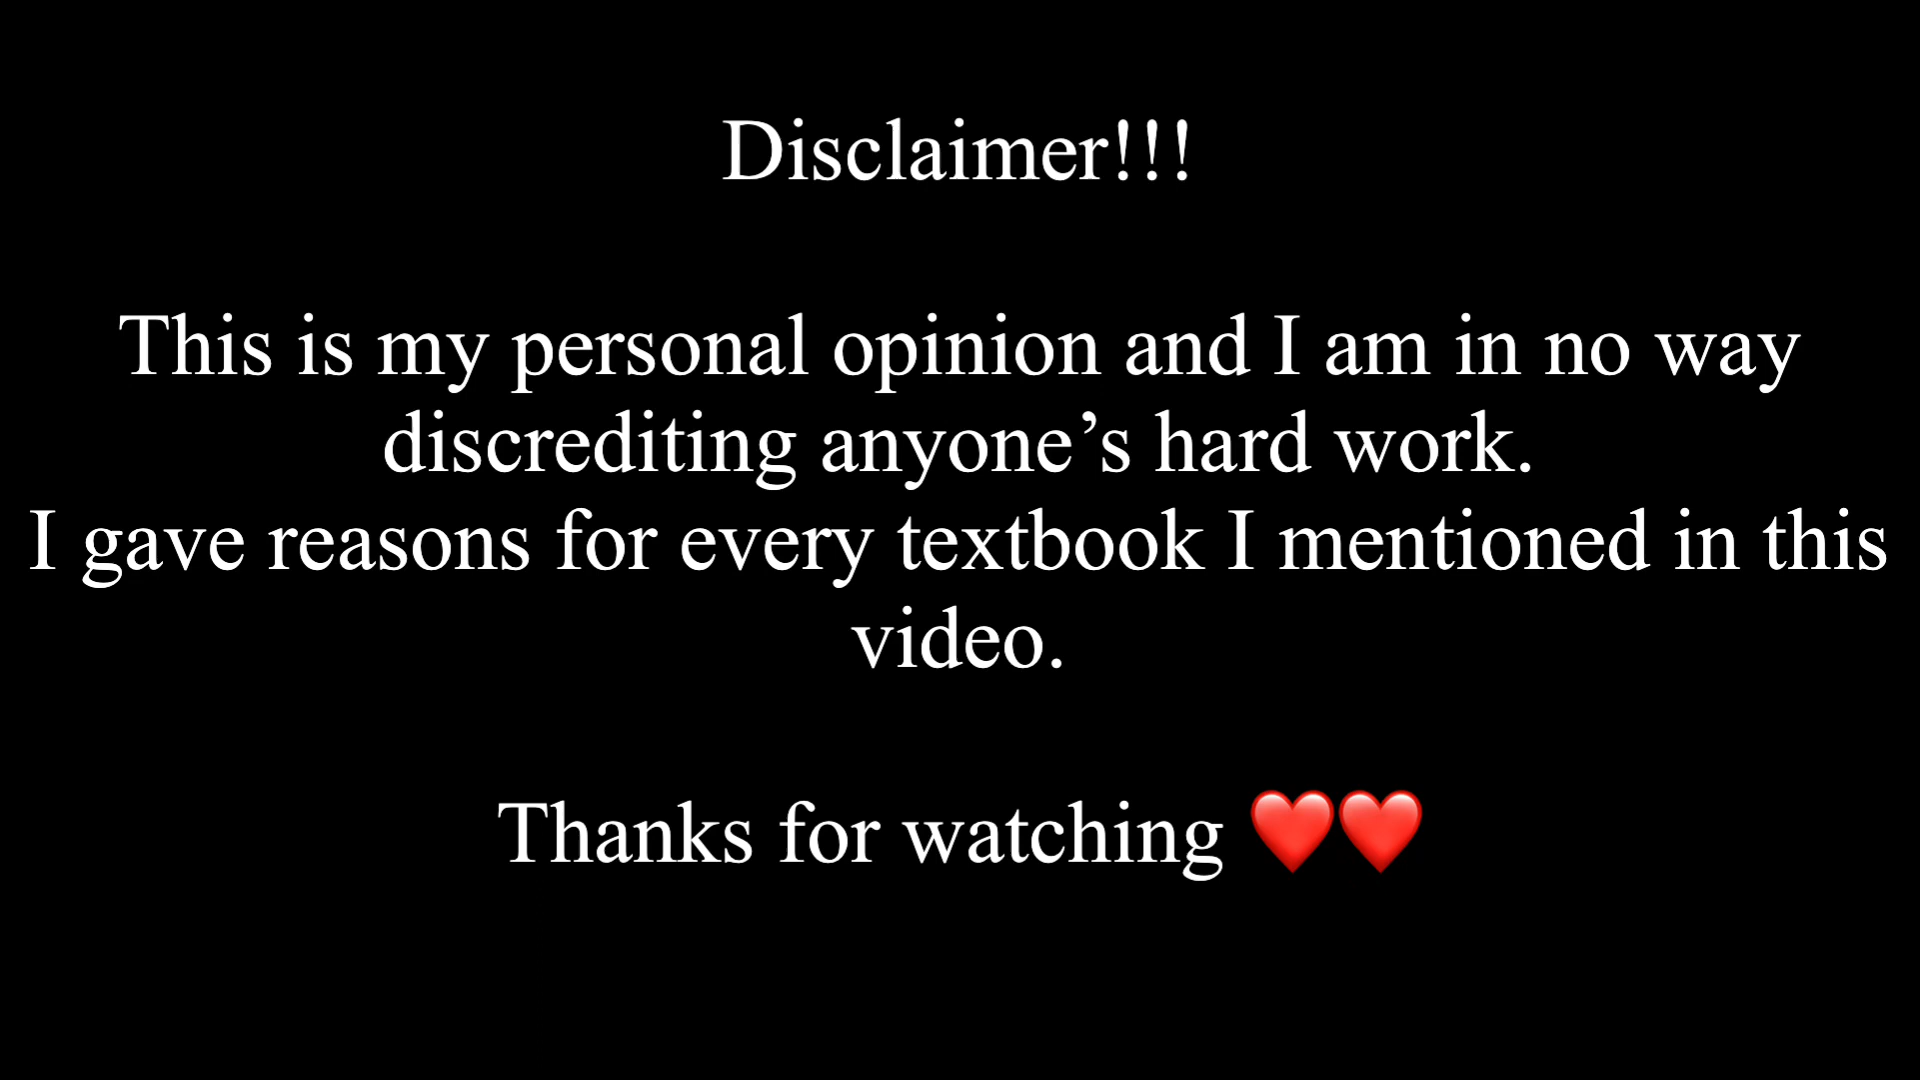 Disclaimer!!!
This is my personal opinion and I am in no way
discrediting anyone’s hard work.
I gave reasons for every textbook I mentioned in this
video.
Thanks for watching ❤️❤️